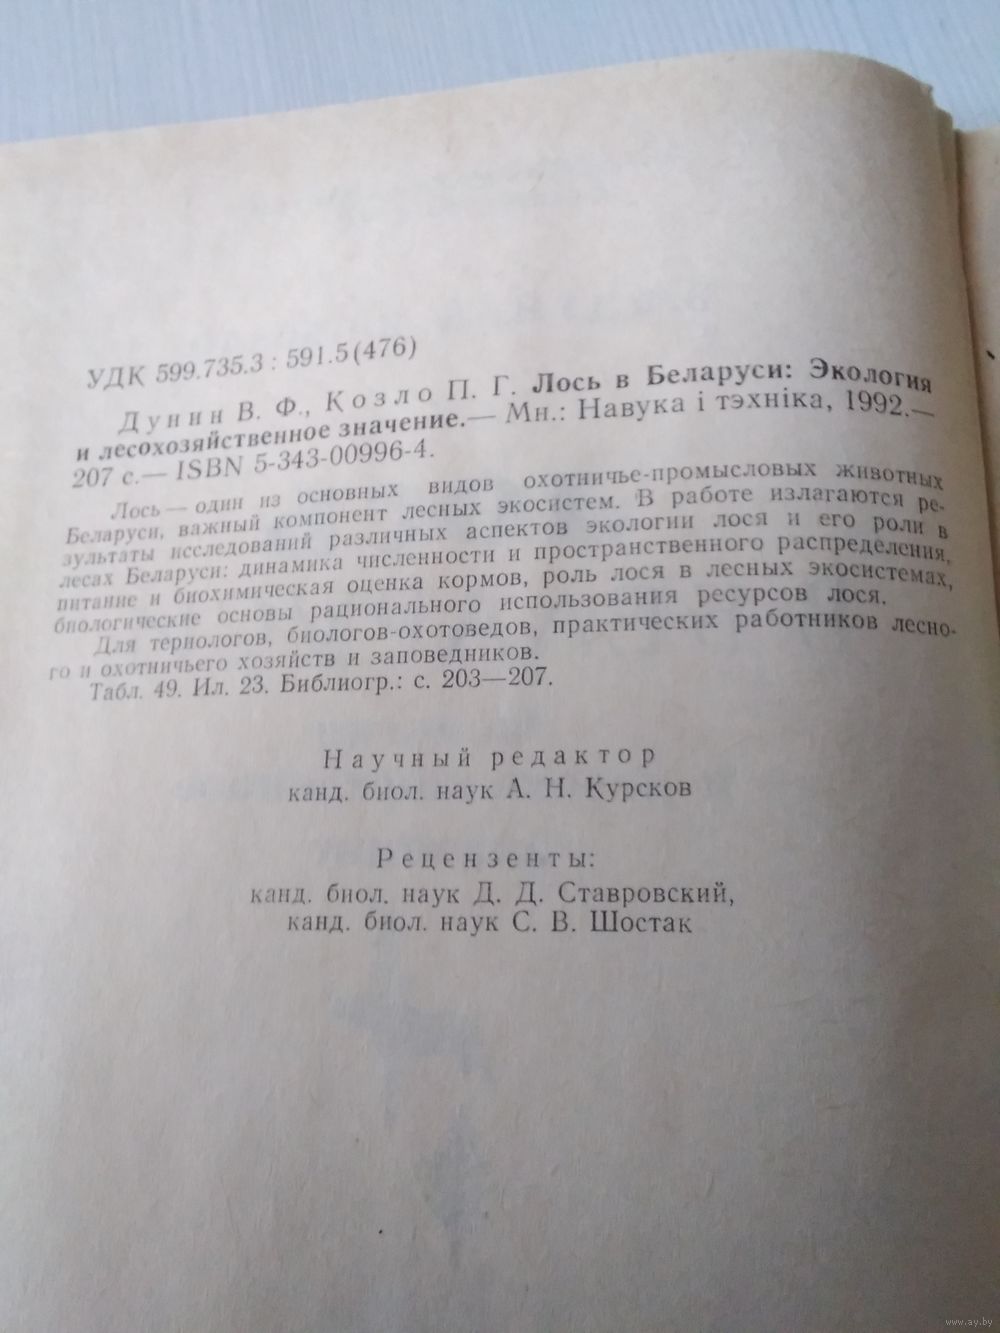 УДК 599.735.3 : 591.5(476)
Дунин В. Ф., Козло П. Г. Лось в Беларуси: Экология
и лесохозяйственное значение.— Мн.: Навука і тэхніка, 1992.—
207 с.— ISBN 5-343-00996-4.
Лось — один из основных видов охотничье-промысловых животных
Беларуси, важный компонент лесных экосистем. В работе излагаются ре-
зультаты исследований различных аспектов экологии лося и его роли в
лесах Беларуси: динамика численности и пространственного распределения,
питание и биохимическая оценка кормов, роль лося в лесных экосистемах,
биологические основы рационального использования ресурсов лося.
Для териологов, биологов-охотоведов, практических работников лесно-
го и охотничьего хозяйств и заповедников.
Табл. 49. Ил. 23. Библиогр.: с. 203—207.
Научный редактор
канд. биол. наук А. Н. Курсков
Рецензенты:
канд. биол. наук Д. Д. Ставровский,
канд. биол. наук С. В. Шостак
www.ay.by